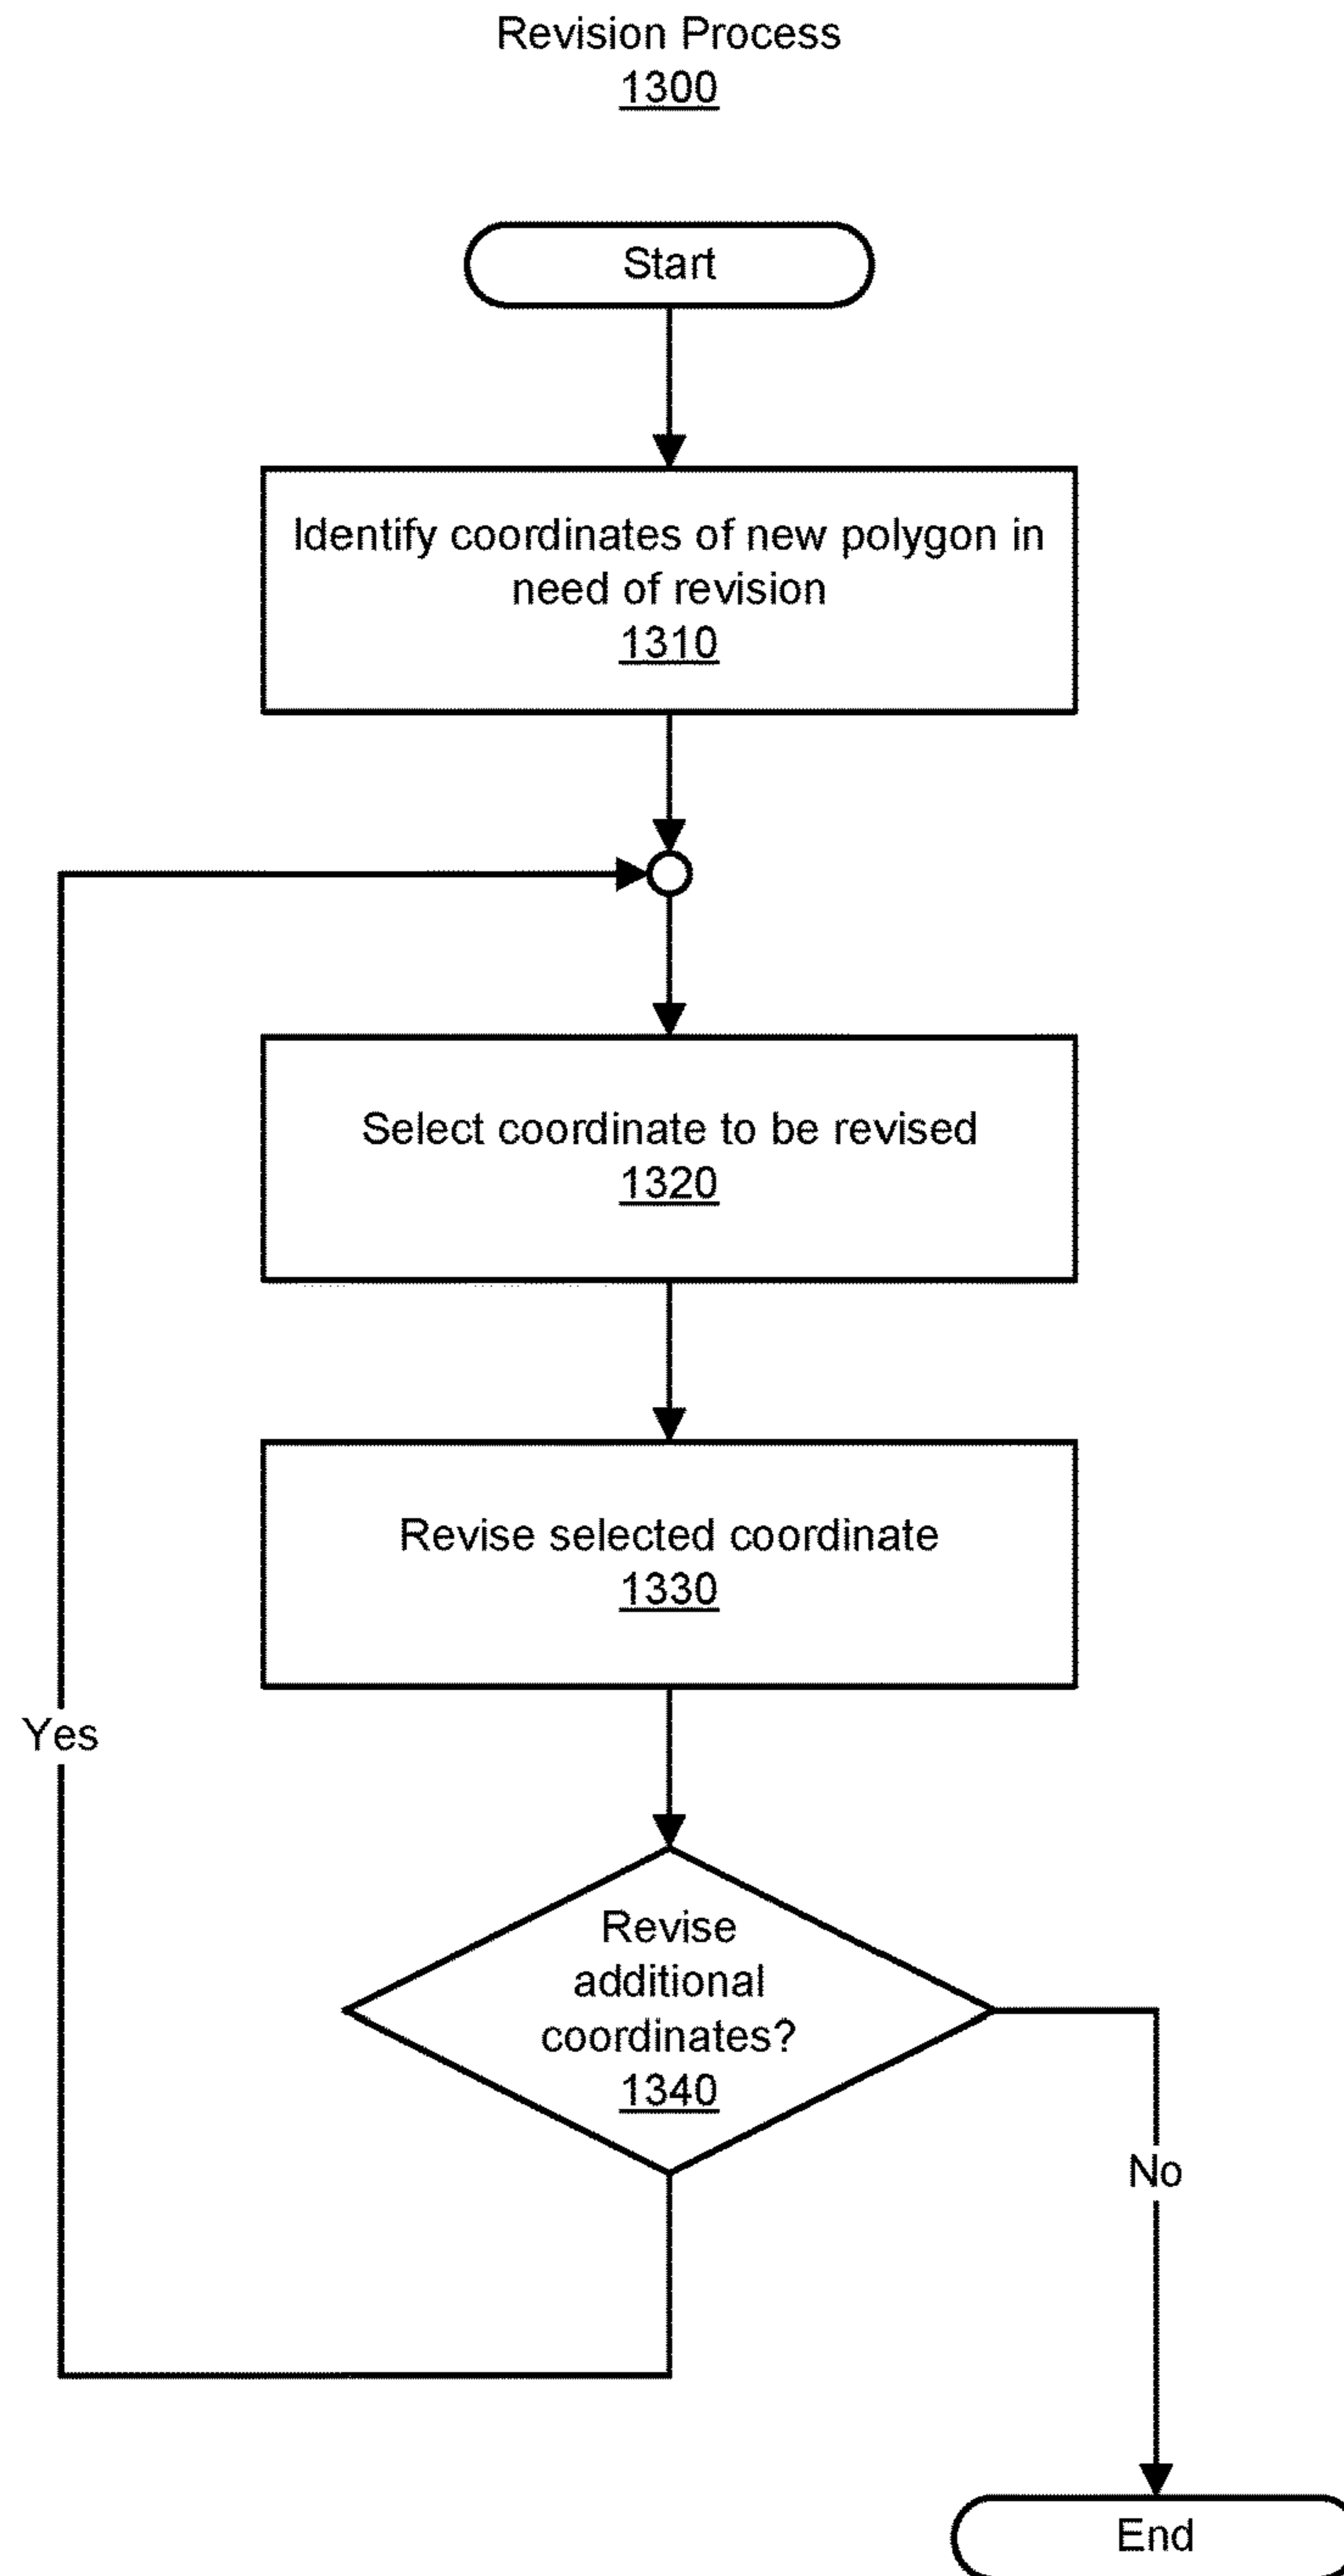 Revision Process
1300
Start
Identify coordinates of new polygon in
need of revision
1310
Select coordinate to be revised
1320
Revise selected coordinate
1330
Yes
Revise
additional
coordinates?
1340
No
End